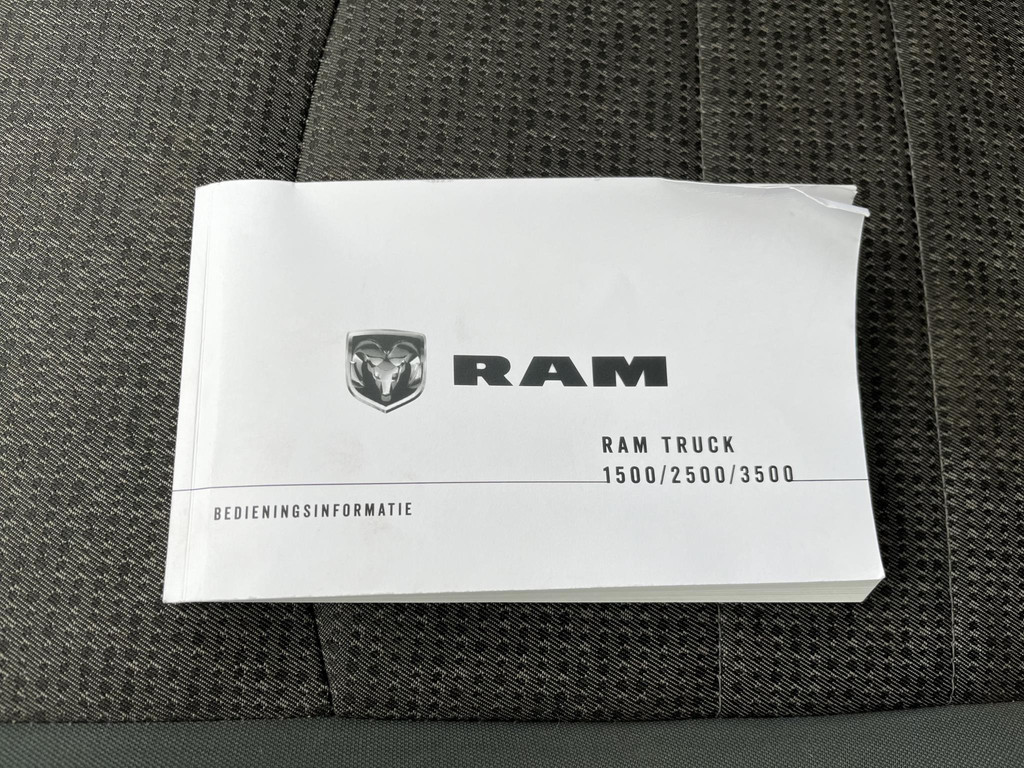 RAM
RAM TRUCK
1500/2500/3500
BEDIENINGSINFORMATIE